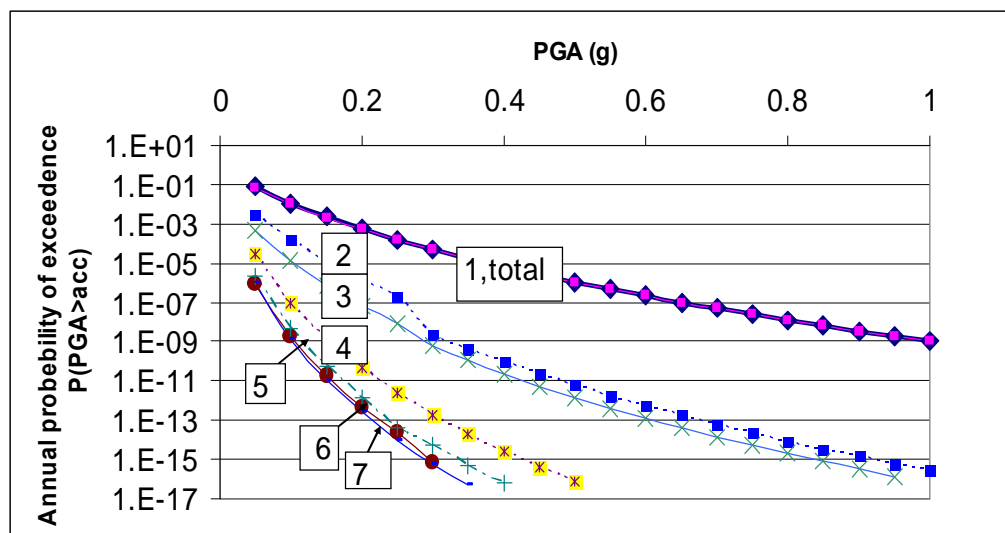 PGA (g)
0 0.2 0.4 0.6 0.8 1
Annual probebility of exceedence
P(PGA>acc)
1.E+01
1.E-01
1.E-03
1.E-05
1.E-07
1.E-09
1.E-11
1.E-13
1.E-15
1.E-17
1,total
2
3
4
5
6
7